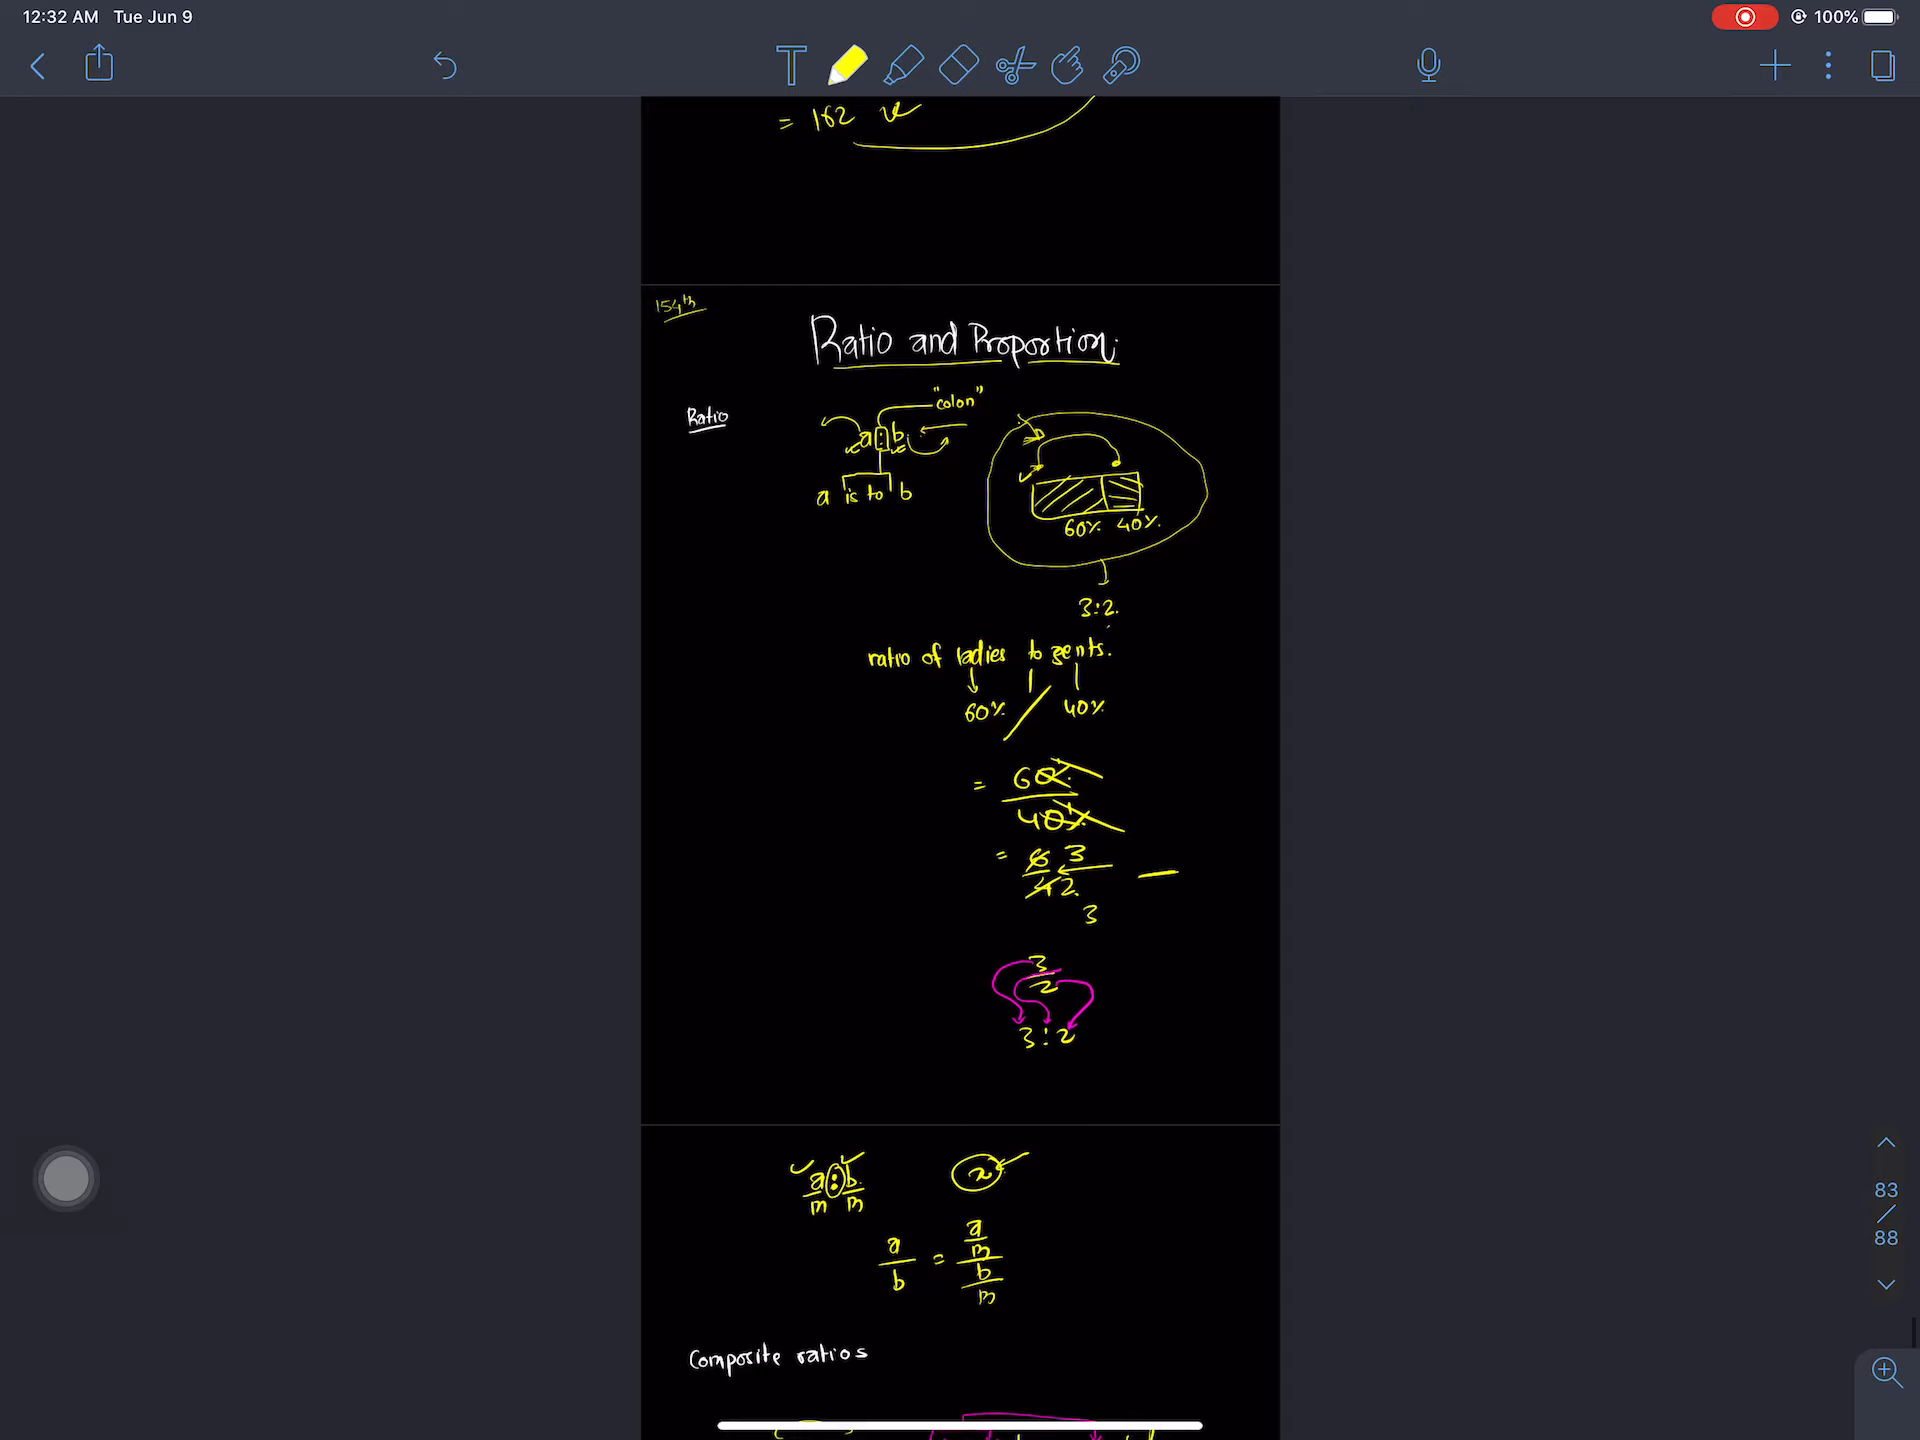 12:32 AM Tue Jun 9
100%
= 162
154th
Ratio and Proportion.
Ratio
"colon"
a : b
a is to b
60% 40%
3:2.
ratio of ladies to gents.
60% / 40%
= 60%
40%
= 6 3
4 2.
3
3
2
3 : 2
a : b
m m
a
b
=
a
m
b
m
Composite ratios
83
/
88